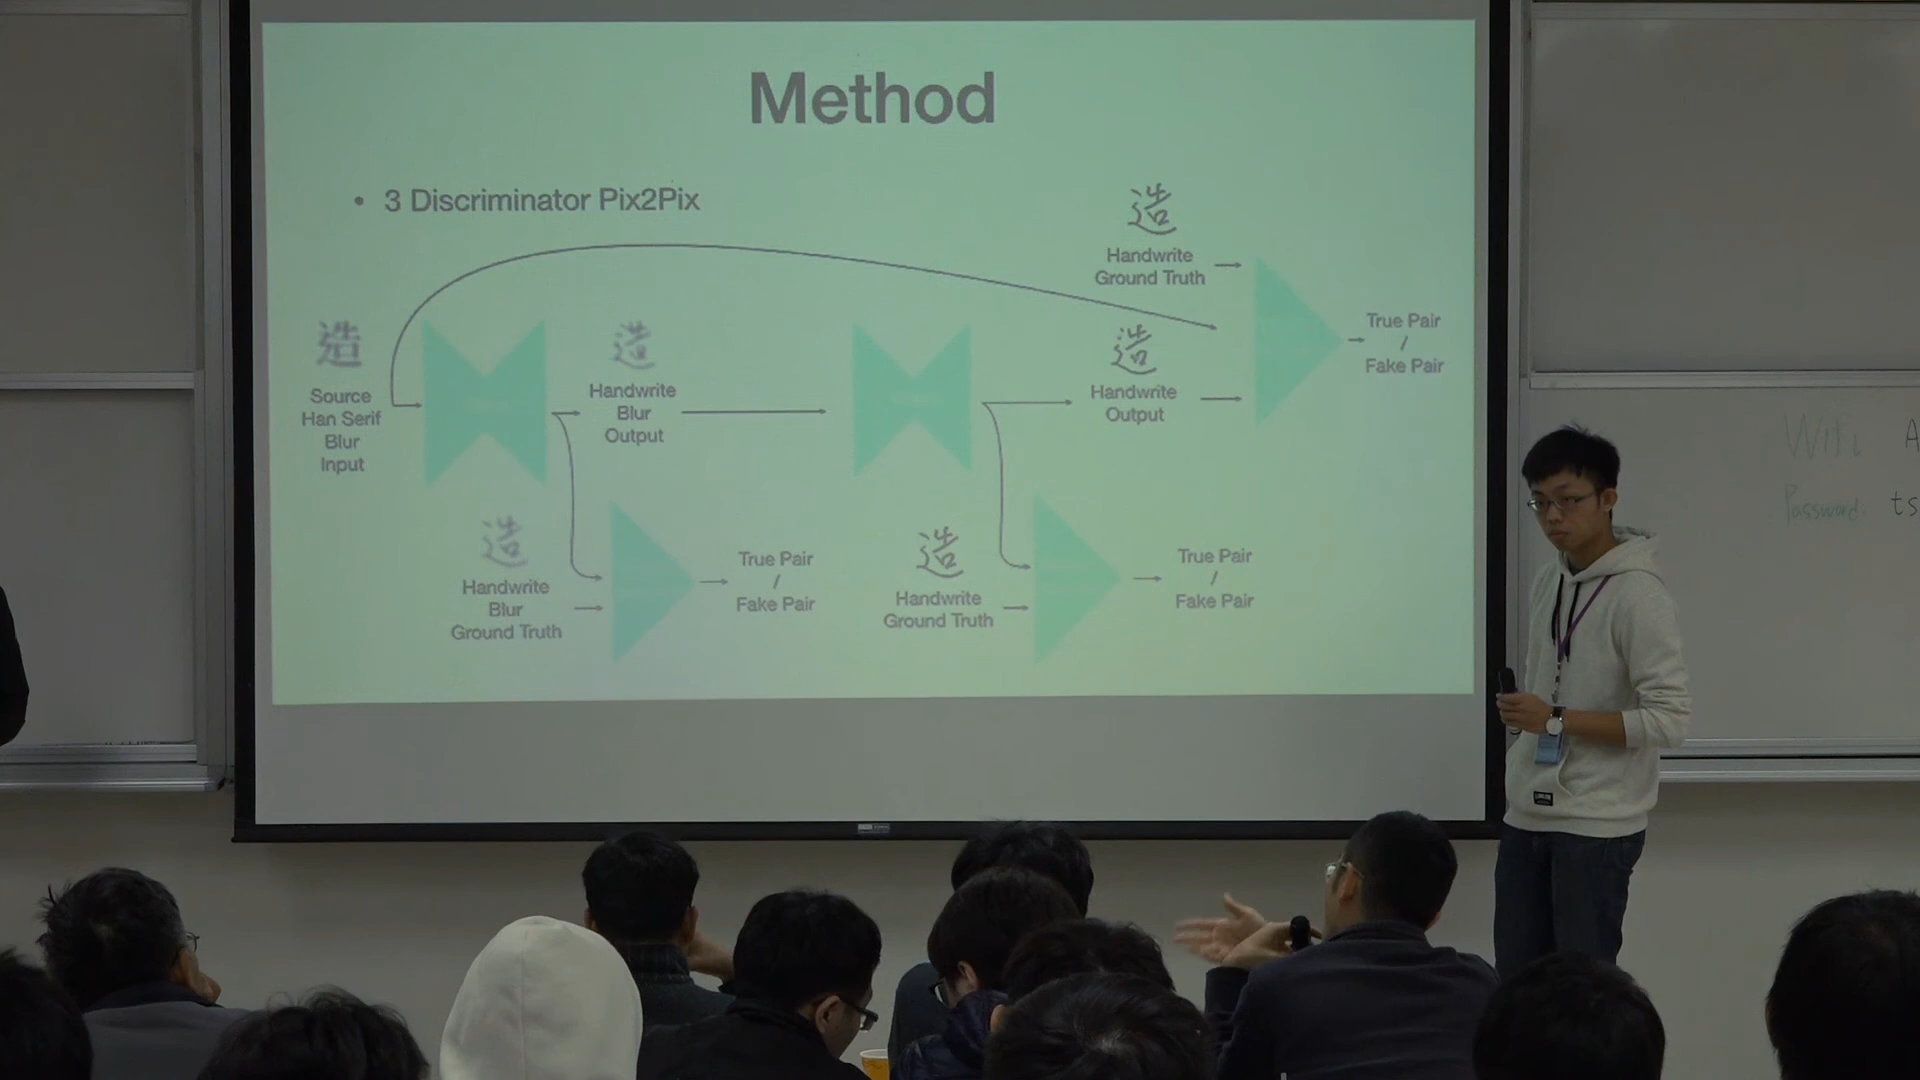 Method
• 3 Discriminator Pix2Pix
造
Handwrite
Ground Truth
True Pair
/
Fake Pair
造
Source
Han Serif
Blur
Input
造
Handwrite
Blur
Output
造
Handwrite
Output
造
Handwrite
Blur
Ground Truth
True Pair
/
Fake Pair
造
Handwrite
Ground Truth
True Pair
/
Fake Pair
Wifi A
Password: ts